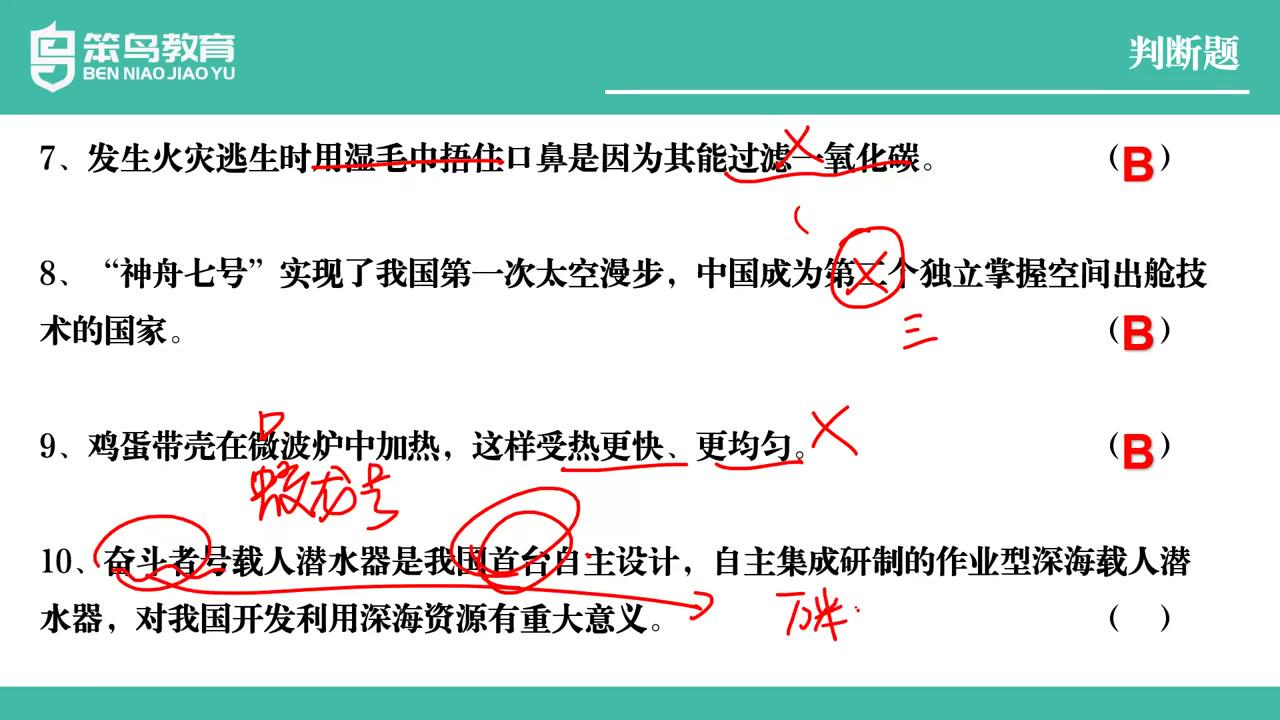 笨鸟教育
BEN NIAO JIAO YU
判断题
7、发生火灾逃生时用湿毛巾捂住口鼻是因为其能过滤一氧化碳。 （B）
8、“神舟七号”实现了我国第一次太空漫步，中国成为第三个独立掌握空间出舱技
三
术的国家。 （B）
9、鸡蛋带壳在微波炉中加热，这样受热更快、更均匀。 （B）
蛟龙号
10、奋斗者号载人潜水器是我国首台自主设计，自主集成研制的作业型深海载人潜
万米
水器，对我国开发利用深海资源有重大意义。 （ ）